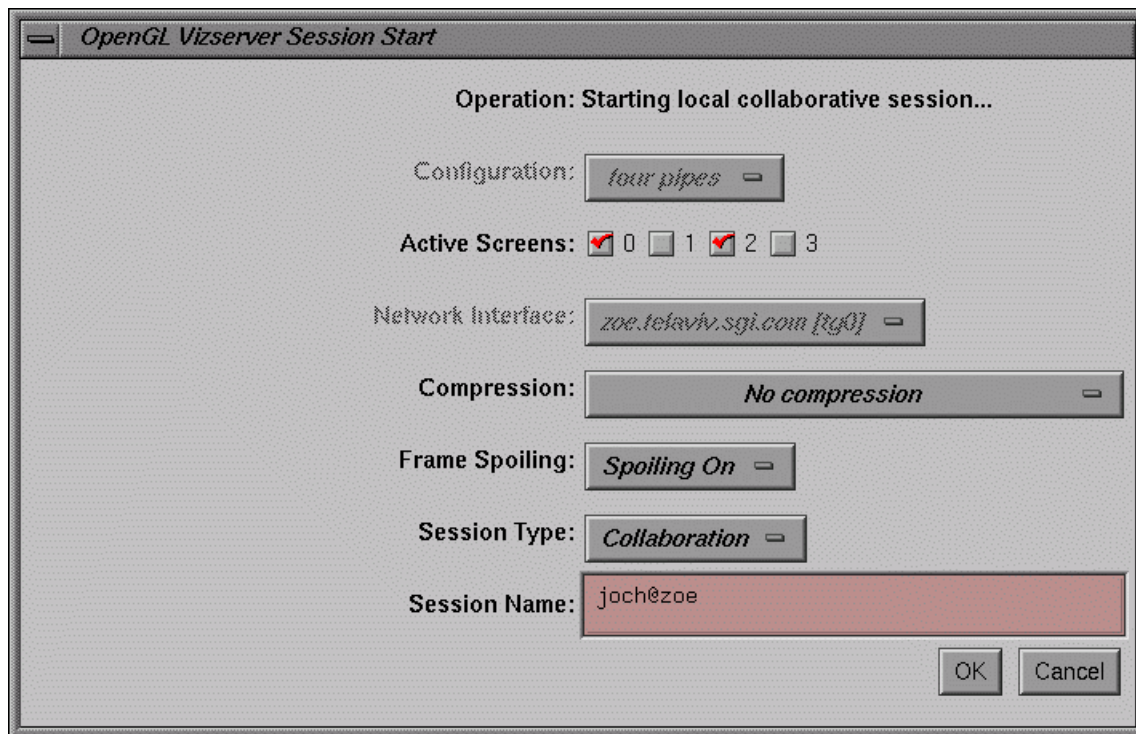 OpenGL Vizserver Session Start
Operation: Starting local collaborative session...
Configuration: four pipes
Active Screens: 0 1 2 3
Network Interface: zoe.telaviv.sgi.com [tg0]
Compression: No compression
Frame Spoiling: Spoiling On
Session Type: Collaboration
Session Name: joch@zoe
OK Cancel